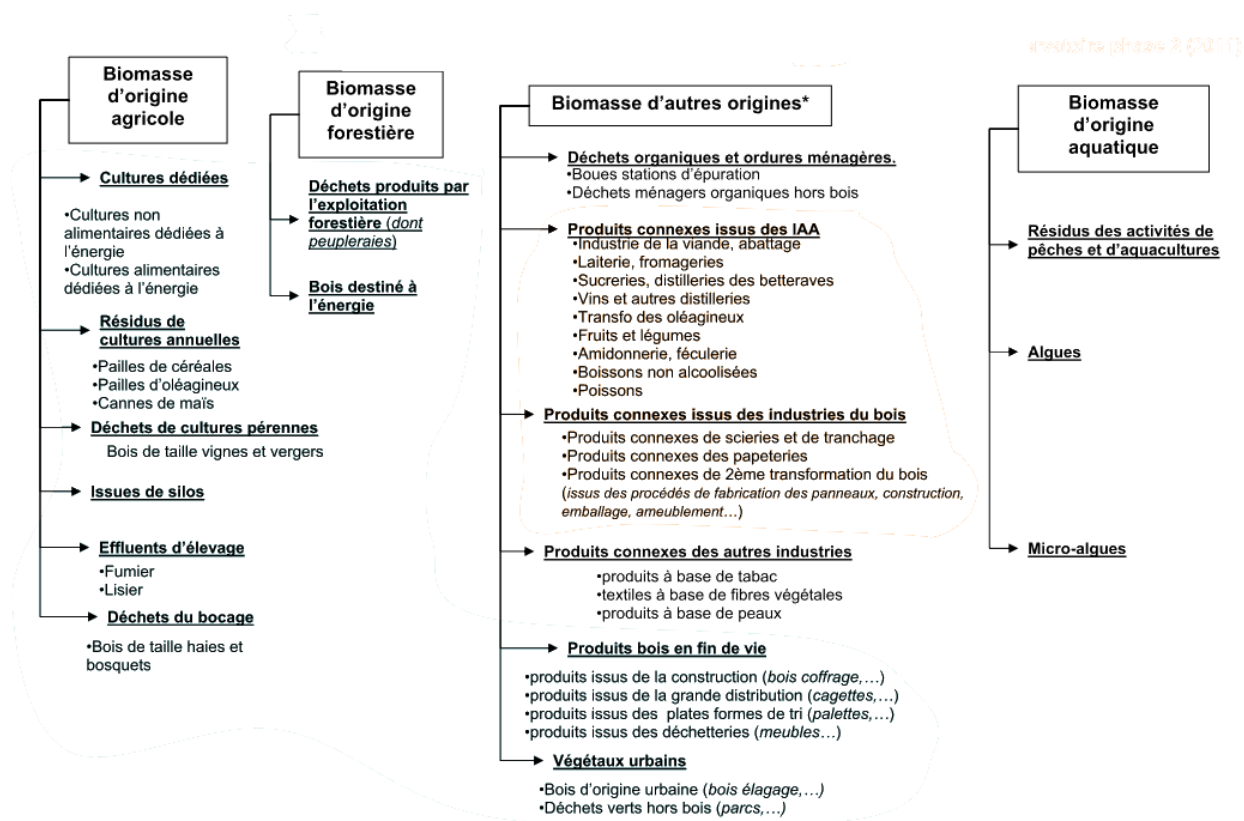 Biomasse
d'origine
agricole
Cultures dédiées
•Cultures non
alimentaires dédiées à
l'énergie
•Cultures alimentaires
dédiées à l'énergie
Résidus de
cultures annuelles
•Pailles de céréales
•Pailles d'oléagineux
•Cannes de maïs
Déchets de cultures pérennes
Bois de taille vignes et vergers
Issues de silos
Effluents d'élevage
•Fumier
•Lisier
Déchets du bocage
•Bois de taille haies et
bosquets
Biomasse
d'origine
forestière
Déchets produits par
l'exploitation
forestière (dont
peupleraies)
Bois destiné à
l'énergie
Biomasse d'autres origines*
Déchets organiques et ordures ménagères.
•Boues stations d'épuration
•Déchets ménagers organiques hors bois
Produits connexes issus des IAA
•Industrie de la viande, abattage
•Laiterie, fromageries
•Sucreries, distilleries des betteraves
•Vins et autres distilleries
•Transfo des oléagineux
•Fruits et légumes
•Amidonnerie, féculerie
•Boissons non alcoolisées
•Poissons
Produits connexes issus des industries du bois
•Produits connexes de scieries et de tranchage
•Produits connexes des papeteries
•Produits connexes de 2ème transformation du bois
(issus des procédés de fabrication des panneaux, construction,
emballage, ameublement…)
Produits connexes des autres industries
•produits à base de tabac
•textiles à base de fibres végétales
•produits à base de peaux
Produits bois en fin de vie
•produits issus de la construction (bois coffrage,…)
•produits issus de la grande distribution (cagettes,…)
•produits issus des plates formes de tri (palettes,…)
•produits issus des déchetteries (meubles…)
Végétaux urbains
•Bois d'origine urbaine (bois élagage,…)
•Déchets verts hors bois (parcs,…)
phase 2 (2011)
Biomasse
d'origine
aquatique
Résidus des activités de
pêches et d'aquacultures
Algues
Micro-algues